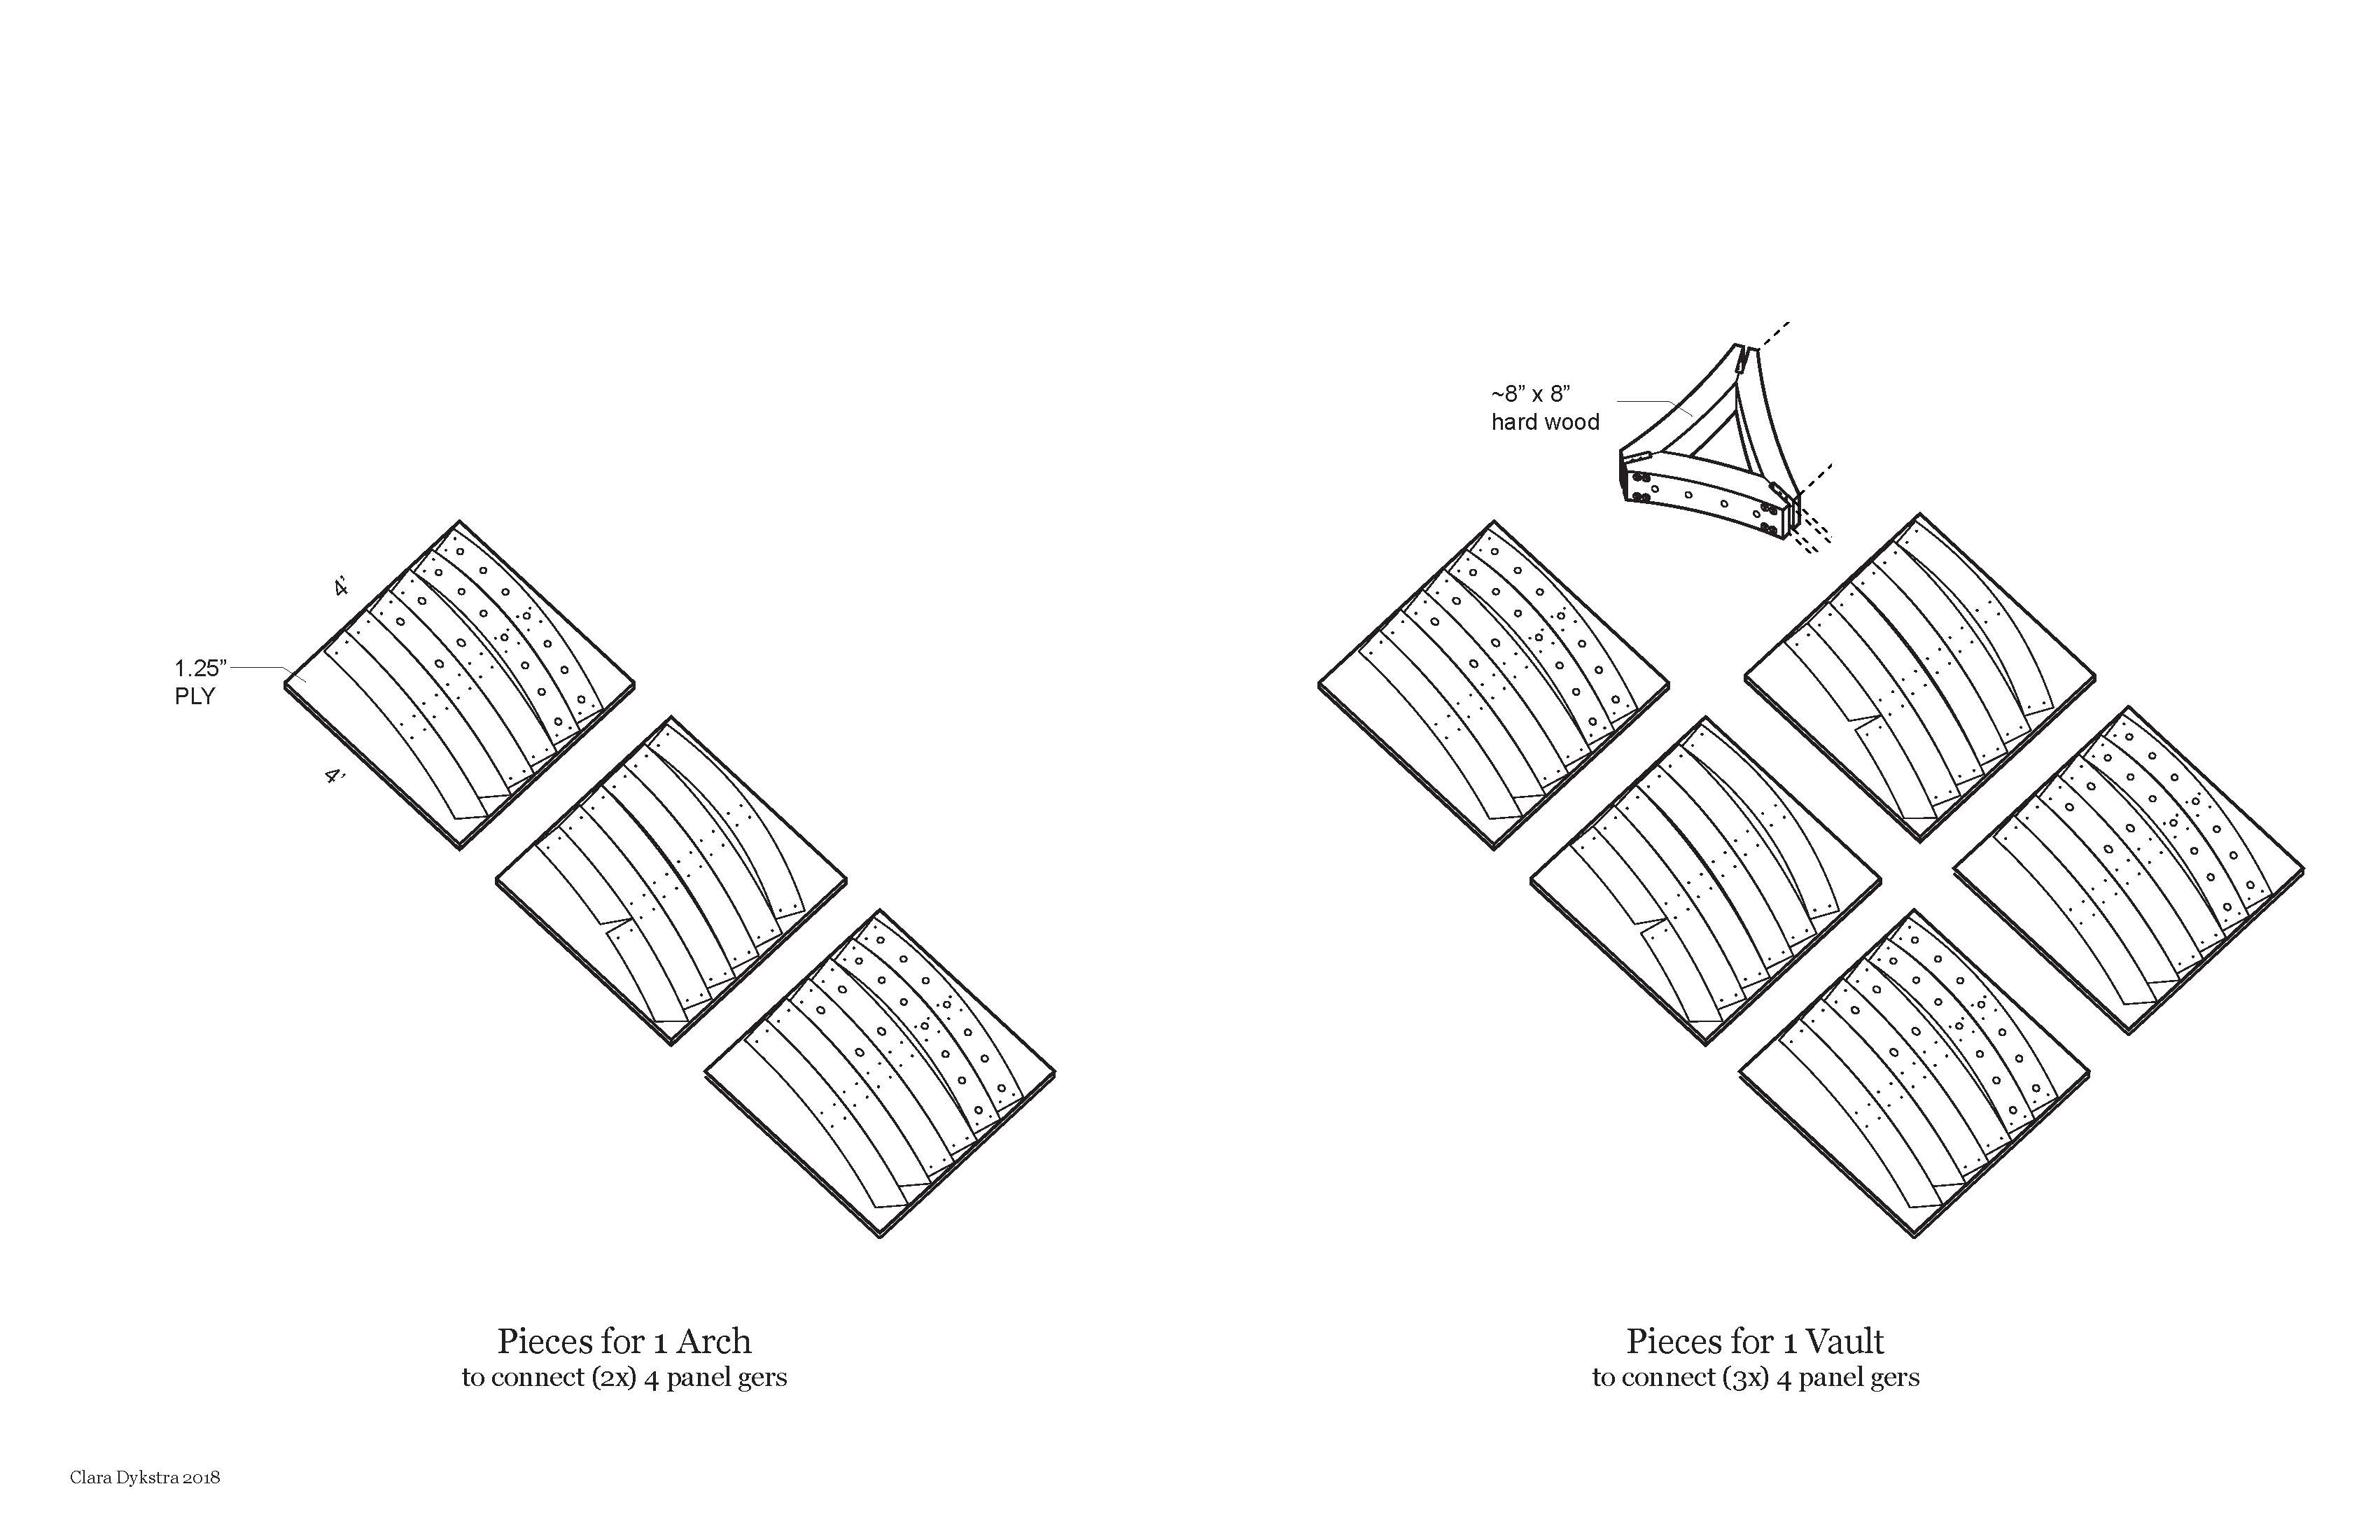 ~8” x 8”
hard wood
4’
1.25”
PLY
4’
Pieces for 1 Arch
to connect (2x) 4 panel gers
Pieces for 1 Vault
to connect (3x) 4 panel gers
Clara Dykstra 2018